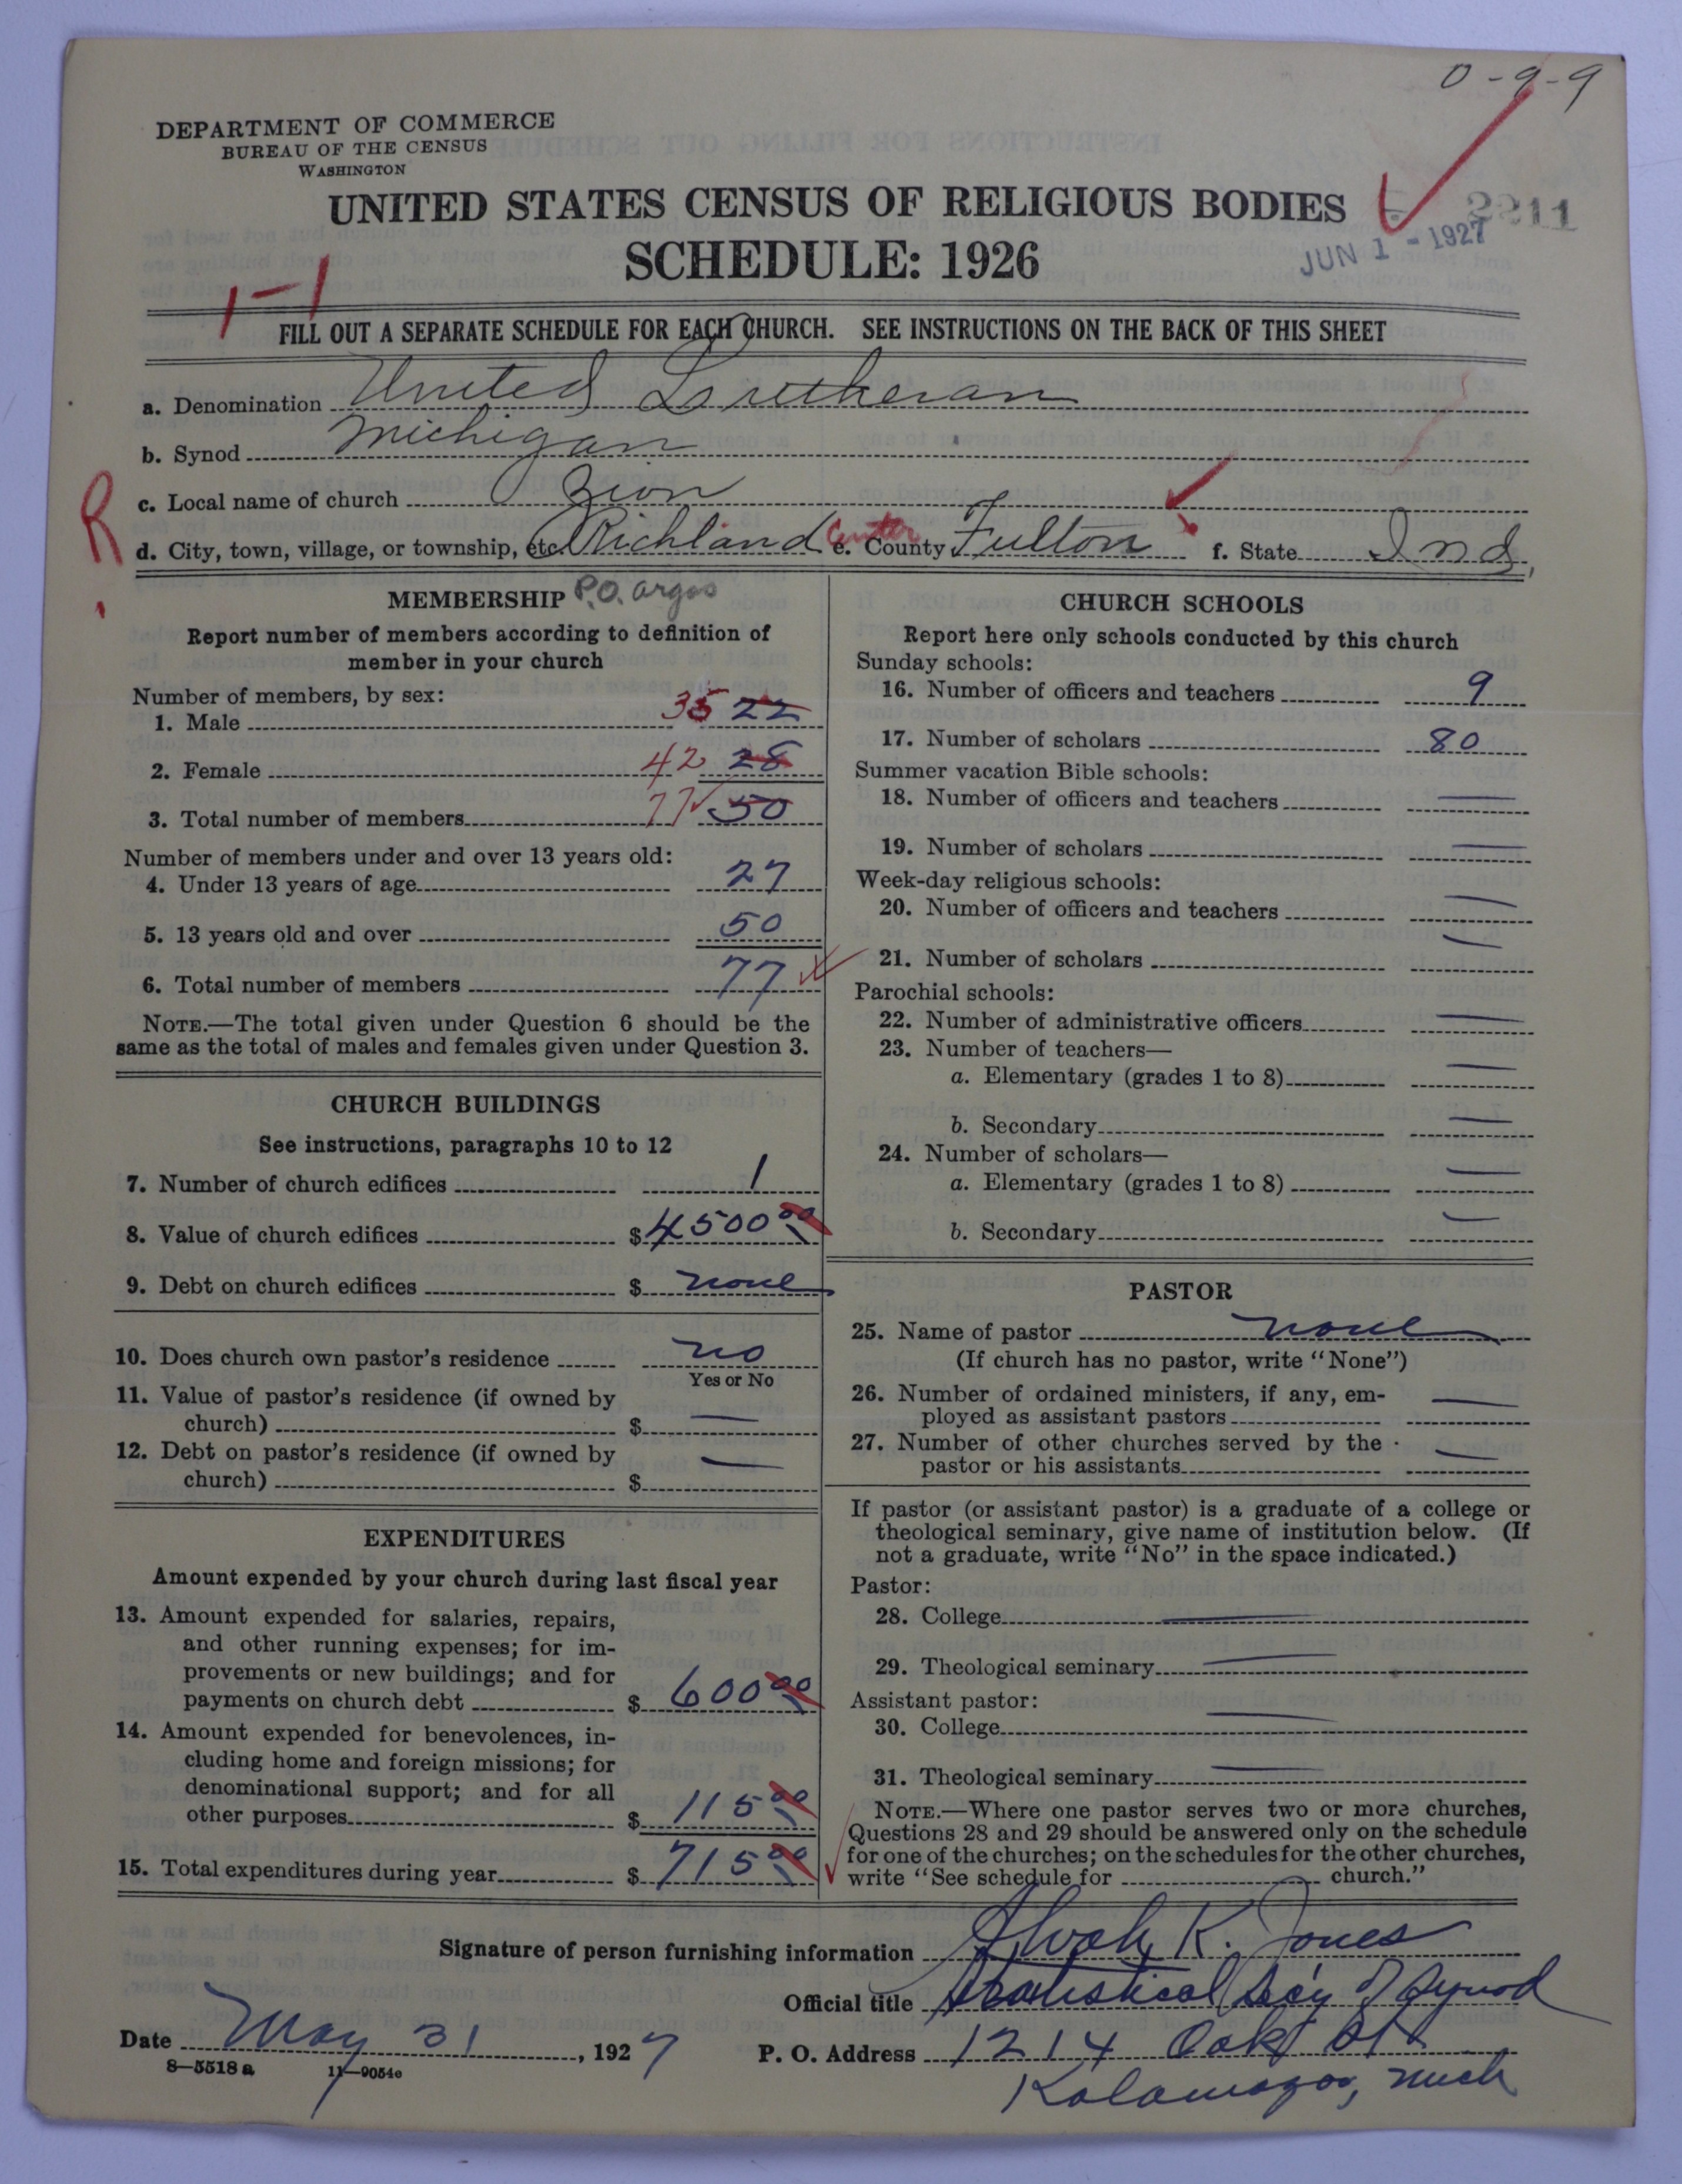 0-9-9
DEPARTMENT OF COMMERCE
BUREAU OF THE CENSUS
WASHINGTON
UNITED STATES CENSUS OF RELIGIOUS BODIES
2211
SCHEDULE: 1926
JUN 1 - 1927
1-1
FILL OUT A SEPARATE SCHEDULE FOR EACH CHURCH. SEE INSTRUCTIONS ON THE BACK OF THIS SHEET
a. Denomination United Lutheran
b. Synod Michigan
c. Local name of church Zion
R
d. City, town, village, or township, etc. Richland Center e. County Fulton f. State Ind.
MEMBERSHIP P.O. Argos
Report number of members according to definition of
member in your church
Number of members, by sex:
1. Male 35 22
2. Female 42 28
3. Total number of members 77 50
Number of members under and over 13 years old:
4. Under 13 years of age 27
5. 13 years old and over 50
6. Total number of members 77
NOTE.—The total given under Question 6 should be the
same as the total of males and females given under Question 3.
CHURCH BUILDINGS
See instructions, paragraphs 10 to 12
7. Number of church edifices 1
8. Value of church edifices $ 4500 00
9. Debt on church edifices $ none
10. Does church own pastor's residence no
Yes or No
11. Value of pastor's residence (if owned by
church) $ —
12. Debt on pastor's residence (if owned by
church) $ —
EXPENDITURES
Amount expended by your church during last fiscal year
13. Amount expended for salaries, repairs,
and other running expenses; for im-
provements or new buildings; and for
payments on church debt $ 600 00
14. Amount expended for benevolences, in-
cluding home and foreign missions; for
denominational support; and for all
other purposes $ 115 00
15. Total expenditures during year $ 715 00
CHURCH SCHOOLS
Report here only schools conducted by this church
Sunday schools:
16. Number of officers and teachers 9
17. Number of scholars 80
Summer vacation Bible schools:
18. Number of officers and teachers —
19. Number of scholars —
Week-day religious schools:
20. Number of officers and teachers —
21. Number of scholars —
Parochial schools:
22. Number of administrative officers —
23. Number of teachers—
a. Elementary (grades 1 to 8) —
b. Secondary —
24. Number of scholars—
a. Elementary (grades 1 to 8) —
b. Secondary —
PASTOR
25. Name of pastor none
(If church has no pastor, write "None")
26. Number of ordained ministers, if any, em-
ployed as assistant pastors —
27. Number of other churches served by the
pastor or his assistants —
If pastor (or assistant pastor) is a graduate of a college or
theological seminary, give name of institution below. (If
not a graduate, write "No" in the space indicated.)
Pastor:
28. College —
29. Theological seminary —
Assistant pastor:
30. College —
31. Theological seminary —
NOTE.—Where one pastor serves two or more churches,
Questions 28 and 29 should be answered only on the schedule
for one of the churches; on the schedules for the other churches,
write "See schedule for church."
Signature of person furnishing information Alvah K. Jones
Official title Statistical Sec'y of Synod
Date May 31, 1927 P. O. Address 1214 Oak St
8—5518 a 11—9054c
Kalamazoo, Mich